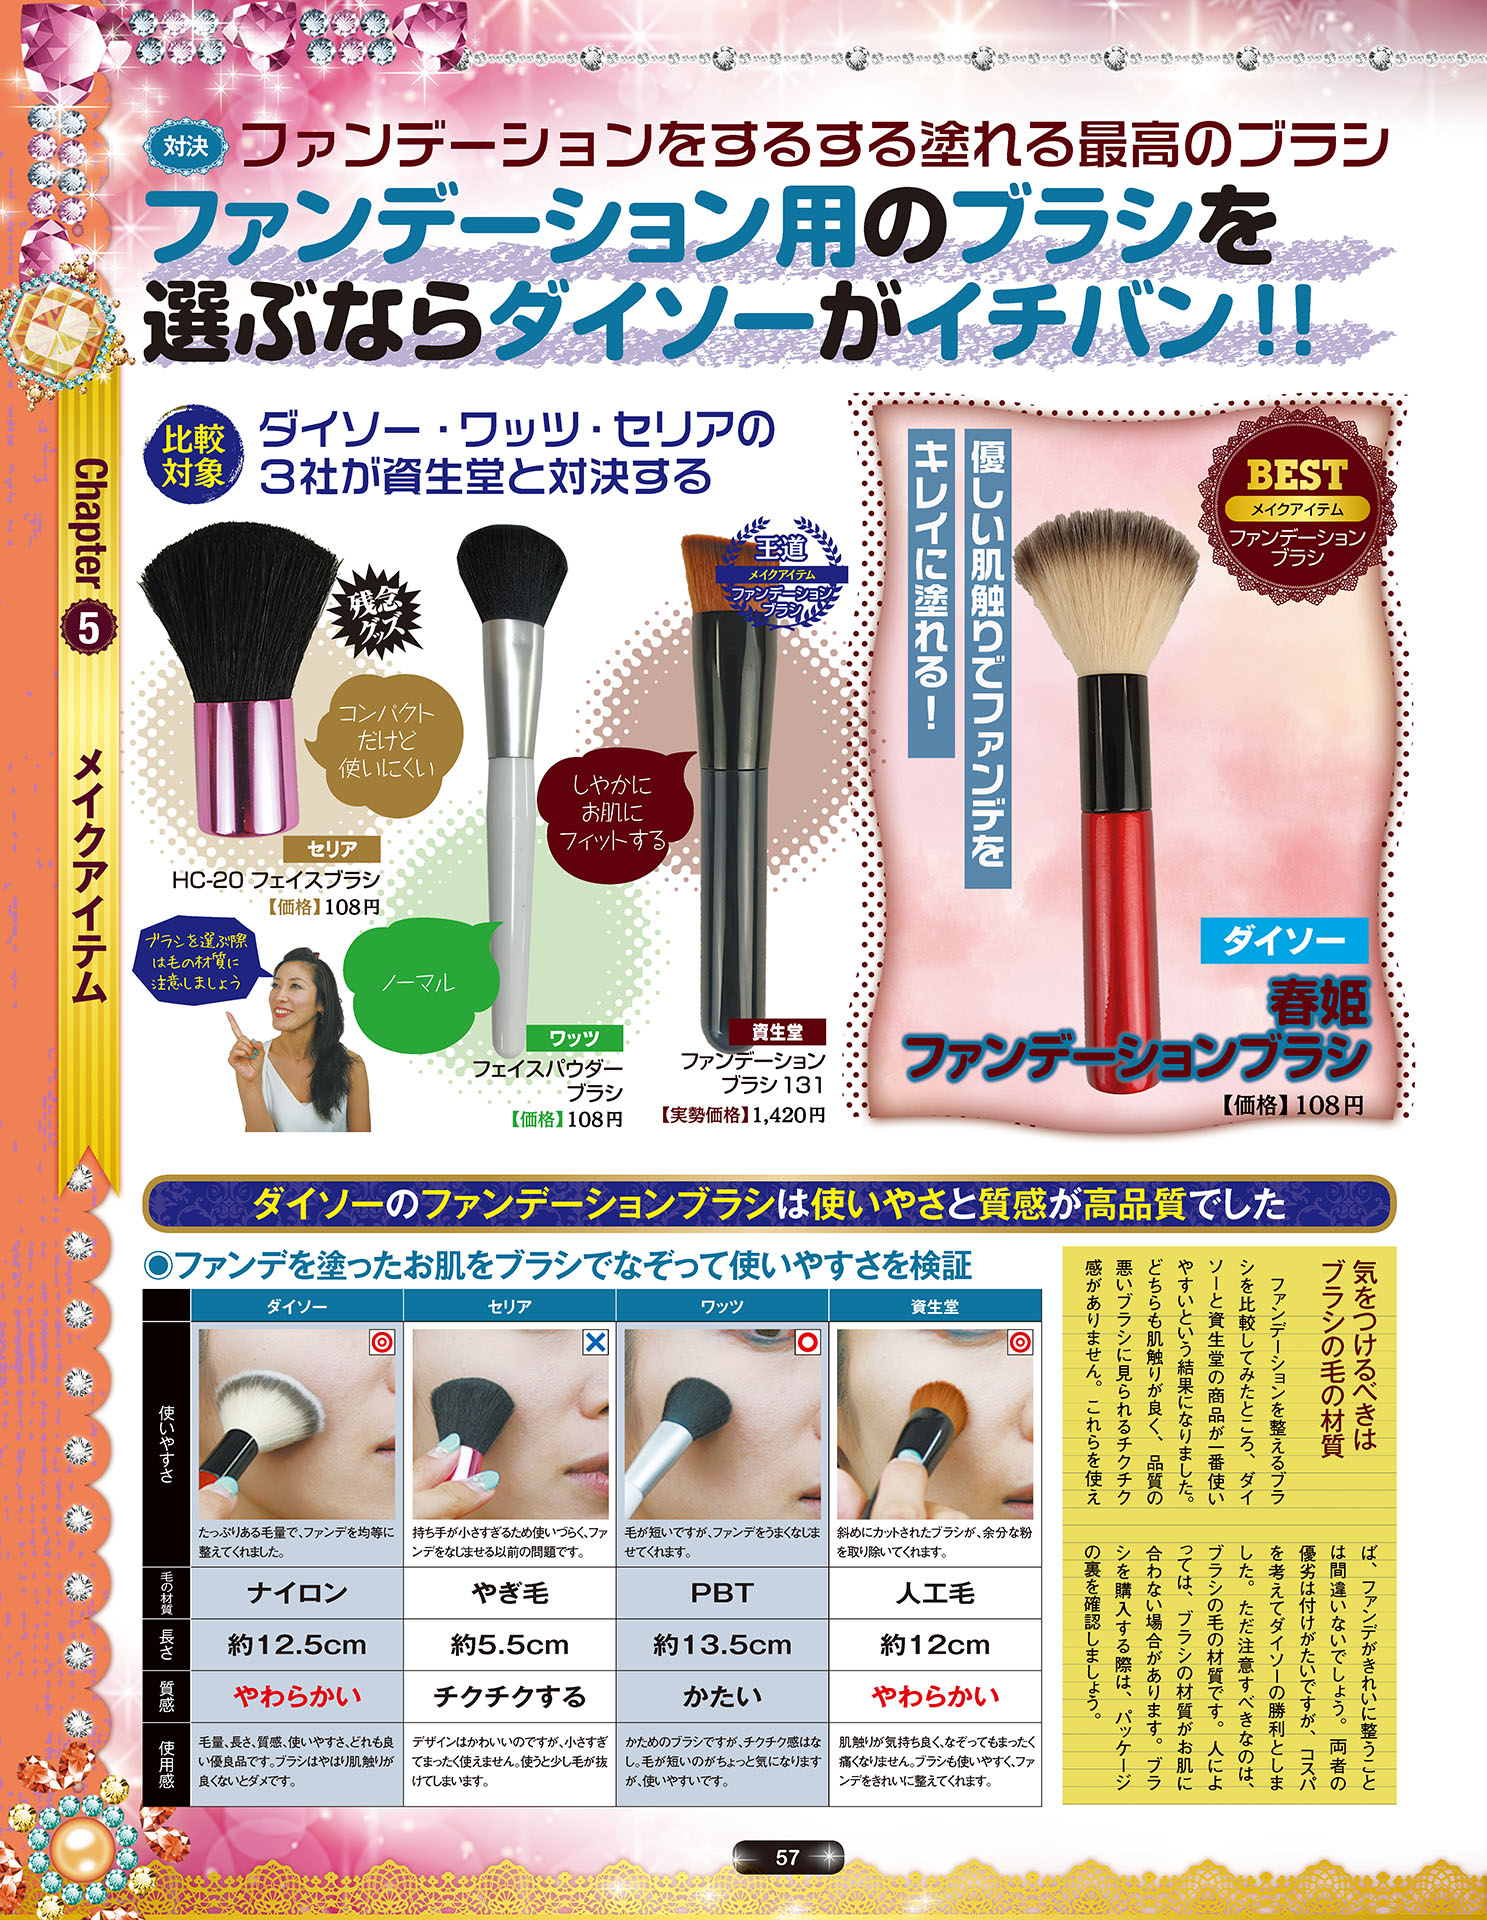 対決
ファンデーションをするする塗れる最高のブラシ
ファンデーション用のブラシを
選ぶならダイソーがイチバン!!
Chapter 5 メイクアイテム
比較
対象
ダイソー・ワッツ・セリアの
3社が資生堂と対決する
残念
グッズ
コンパクト
だけど
使いにくい
セリア
HC-20 フェイスブラシ
【価格】108円
ブラシを選ぶ際
は毛の材質に
注意しましょう
ノーマル
ワッツ
フェイスパウダー
ブラシ
【価格】108円
王道
メイクアイテム
ファンデーション
ブラシ
しやかに
お肌に
フィットする
資生堂
ファンデーション
ブラシ131
【実勢価格】1,420円
優しい肌触りでファンデを
キレイに塗れる!
BEST
メイクアイテム
ファンデーション
ブラシ
ダイソー
春姫
ファンデーションブラシ
【価格】108円
ダイソーのファンデーションブラシは使いやさと質感が高品質でした
◉ファンデを塗ったお肌をブラシでなぞって使いやすさを検証
ダイソー
セリア
ワッツ
資生堂
使いやすさ
たっぷりある毛量で、ファンデを均等に
整えてくれました。
持ち手が小さすぎるため使いづらく、ファ
ンデをなじませる以前の問題です。
毛が短いですが、ファンデをうまくなじま
せてくれます。
斜めにカットされたブラシが、余分な粉
を取り除いてくれます。
毛の材質
ナイロン
やぎ毛
PBT
人工毛
長さ
約12.5cm
約5.5cm
約13.5cm
約12cm
質感
やわらかい
チクチクする
かたい
やわらかい
使用感
毛量、長さ、質感、使いやすさ、どれも良
い優良品です。ブラシはやはり肌触りが
良くないとダメです。
デザインはかわいいのですが、小さすぎ
てまったく使えません。使うと少し毛が抜
けてしまいます。
かためのブラシですが、チクチク感はな
し。毛が短いのがちょっと気になります
が、使いやすいです。
肌触りが気持ち良く、なぞってもまったく
痛くなりません。ブラシも使いやすく、ファ
ンデをきれいに整えてくれます。
気をつけるべきは
ブラシの毛の材質
ファンデーションを整えるブラ
シを比較してみたところ、ダイ
ソーと資生堂の商品が一番使い
やすいという結果になりました。
どちらも肌触りが良く、品質の
悪いブラシに見られるチクチク
感がありません。これらを使え
ば、ファンデがきれいに整うこと
は間違いないでしょう。両者の
優劣は付けがたいですが、コスパ
を考えてダイソーの勝利としま
した。ただ注意すべきなのは、
ブラシの毛の材質です。人によ
っては、ブラシの材質がお肌に
合わない場合があります。ブラ
シを購入する際は、パッケージ
の裏を確認しましょう。
57